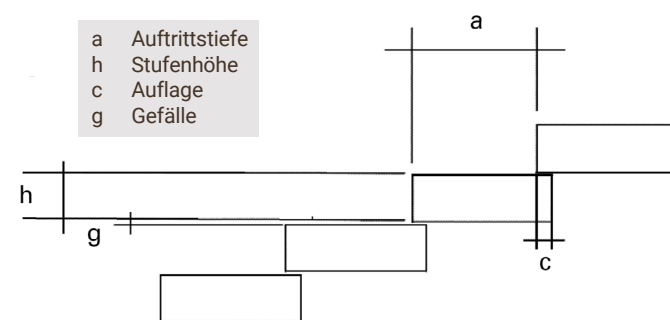 a
a Auftrittstiefe
h Stufenhöhe
c Auflage
g Gefälle
h
g
c